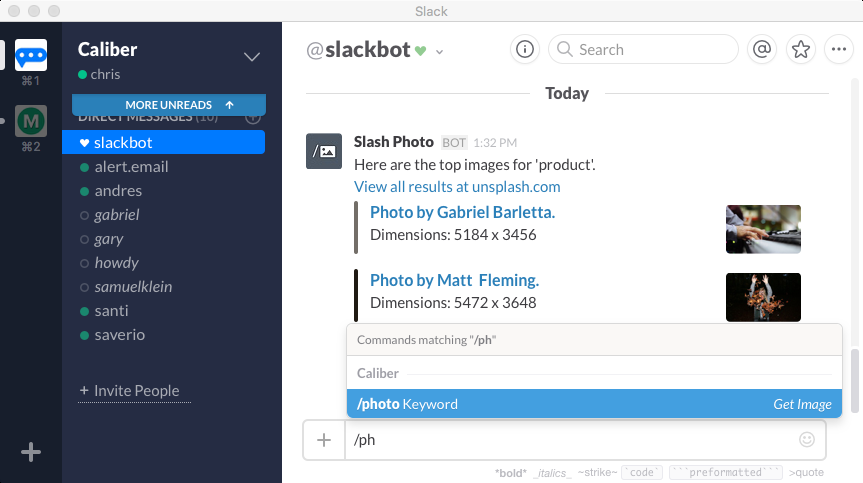 Slack
⌘1
M
⌘2
Caliber
chris
MORE UNREADS ↑
DIRECT MESSAGES (10)
slackbot
alert.email
andres
gabriel
gary
howdy
samuelklein
santi
saverio
+ Invite People
@slackbot
Search
Today
Slash Photo BOT 1:32 PM
Here are the top images for 'product'.
View all results at unsplash.com
Photo by Gabriel Barletta.
Dimensions: 5184 x 3456
Photo by Matt Fleming.
Dimensions: 5472 x 3648
Commands matching "/ph"
Caliber
/photo Keyword Get Image
/ph
*bold* _italics_ ~strike~ `code` ```preformatted``` >quote